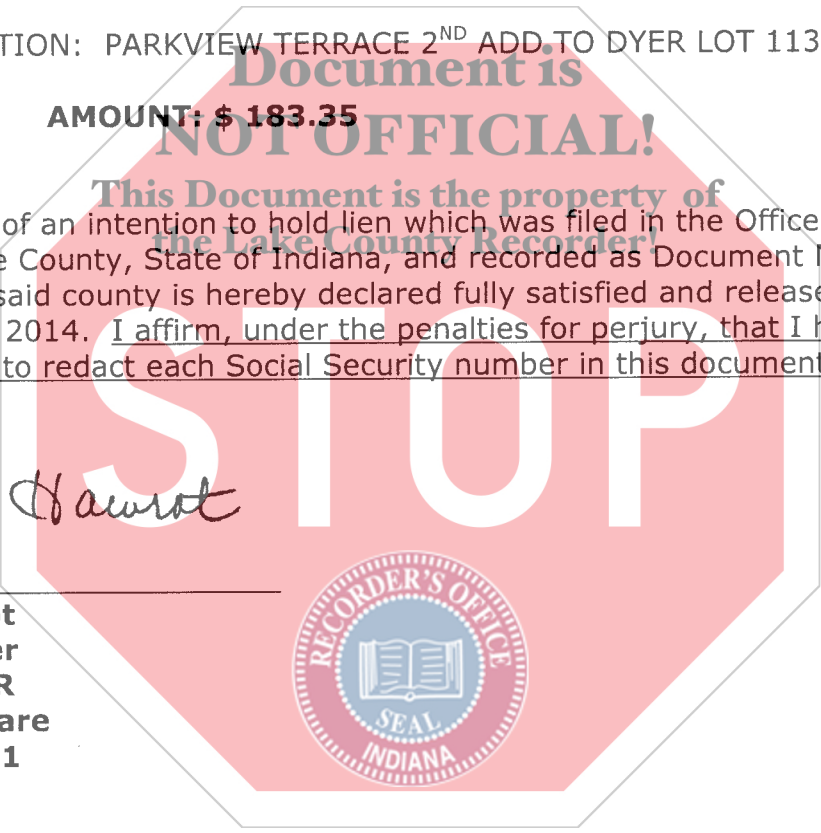 TION: PARKVIEW TERRACE 2ND ADD TO DYER LOT 113
Document is
AMOUNT: $ 183.35
NOT OFFICIAL!
This Document is the property of
of an intention to hold lien which was filed in the Office
the Lake County Recorder!
e County, State of Indiana, and recorded as Document
said county is hereby declared fully satisfied and release
2014. I affirm, under the penalties for perjury, that I h
to redact each Social Security number in this document
STOP
Hawrot
RECORDER'S OFFICE
SEAL
INDIANA
t
er
R
are
1